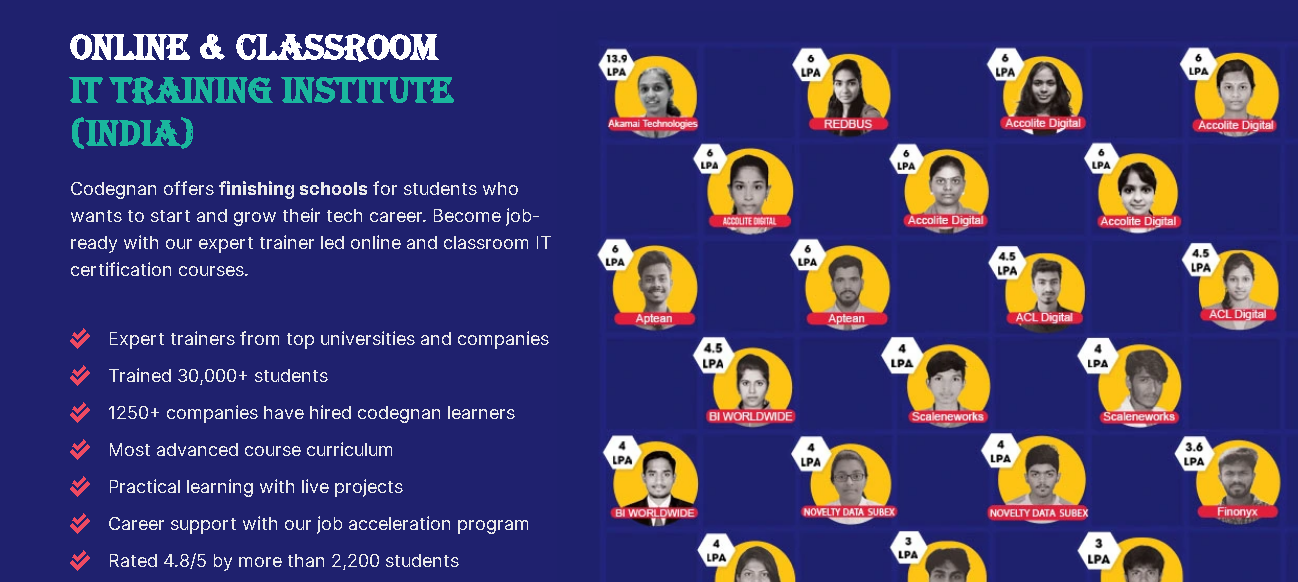 ONLINE & CLASSROOM
IT TRAINING INSTITUTE
(INDIA)
Codegnan offers finishing schools for students who
wants to start and grow their tech career. Become job-
ready with our expert trainer led online and classroom IT
certification courses.
Expert trainers from top universities and companies
Trained 30,000+ students
1250+ companies have hired codegnan learners
Most advanced course curriculum
Practical learning with live projects
Career support with our job acceleration program
Rated 4.8/5 by more than 2,200 students
13.9
LPA
Akamai Technologies
6
LPA
REDBUS
6
LPA
Accolite Digital
6
LPA
Accolite Digital
6
LPA
ACCOLITE DIGITAL
6
LPA
Accolite Digital
6
LPA
Accolite Digital
6
LPA
Aptean
6
LPA
Aptean
4.5
LPA
ACL Digital
4.5
LPA
ACL Digital
4.5
LPA
BI WORLDWIDE
4
LPA
Scaleneworks
4
LPA
Scaleneworks
4
LPA
BI WORLDWIDE
4
LPA
NOVELTY DATA SUBEX
4
LPA
NOVELTY DATA SUBEX
3.6
LPA
Finonyx
4
LPA
3
LPA
3
LPA